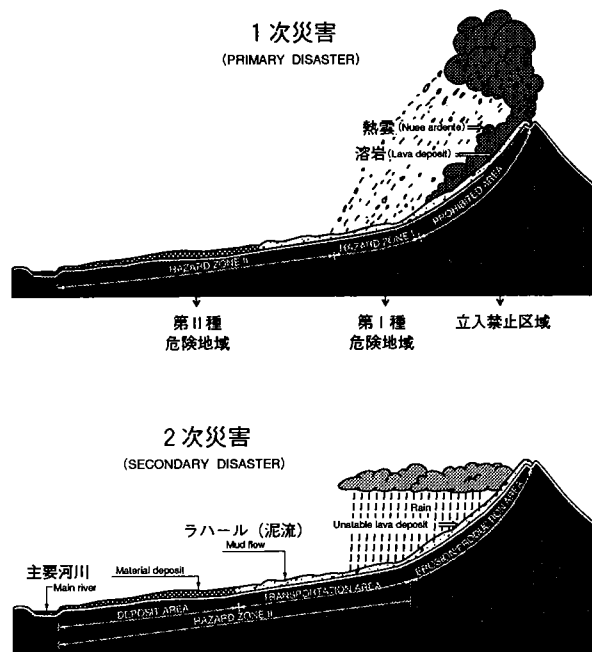 1次災害
(PRIMARY DISASTER)
熱雲 (Nuee ardente)
溶岩 (Lava deposit)
PROHIBITED AREA
HAZARD ZONE I
HAZARD ZONE II
第II種
危険地域
第I種
危険地域
立入禁止区域
2次災害
(SECONDARY DISASTER)
Rain
Unstable lava deposit
ラハール (泥流)
Mud flow
主要河川
Main river
Material deposit
EROSION/PRODUKTION AREA
TRANSPORTATION AREA
DEPOSIT AREA
HAZARD ZONE II